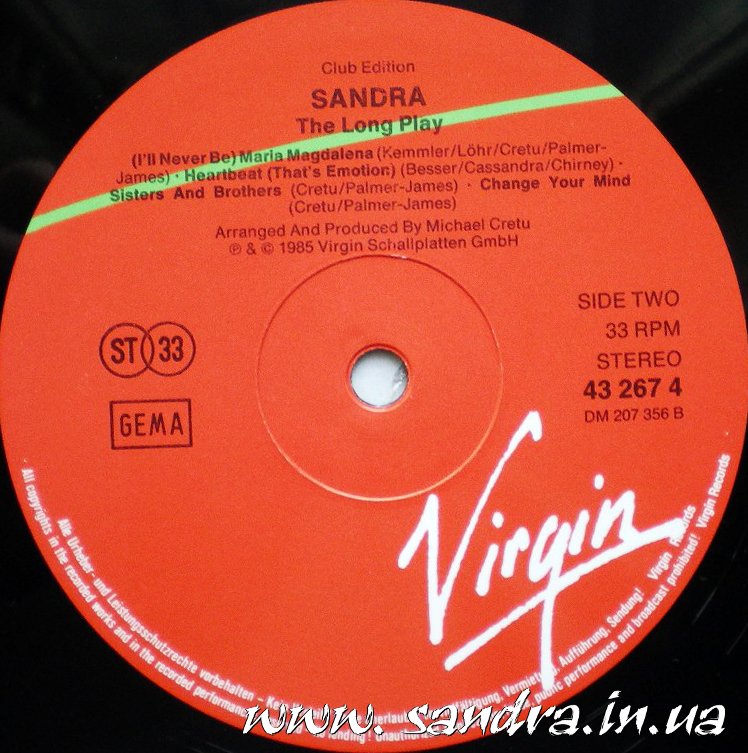 Club Edition
SANDRA
The Long Play
(I'll Never Be) Maria Magdalena (Kemmler/Löhr/Cretu/Palmer-
James) · Heartbeat (That's Emotion) (Besser/Cassandra/Chirney) ·
Sisters And Brothers (Cretu/Palmer-James) · Change Your Mind
(Cretu/Palmer-James)
Arranged And Produced By Michael Cretu
℗ & © 1985 Virgin Schallplatten GmbH
SIDE TWO
33 RPM
STEREO
43 267 4
DM 207 356 B
ST 33
GEMA
Virgin
Alle Urheber- und Leistungsschutzrechte vorbehalten – Vermietung, Aufführung, Sendung! Virgin Records
All copyrights in the recorded works and in the recorded performance public performance and broadcast prohibited! Virgin Records
www.sandra.in.ua